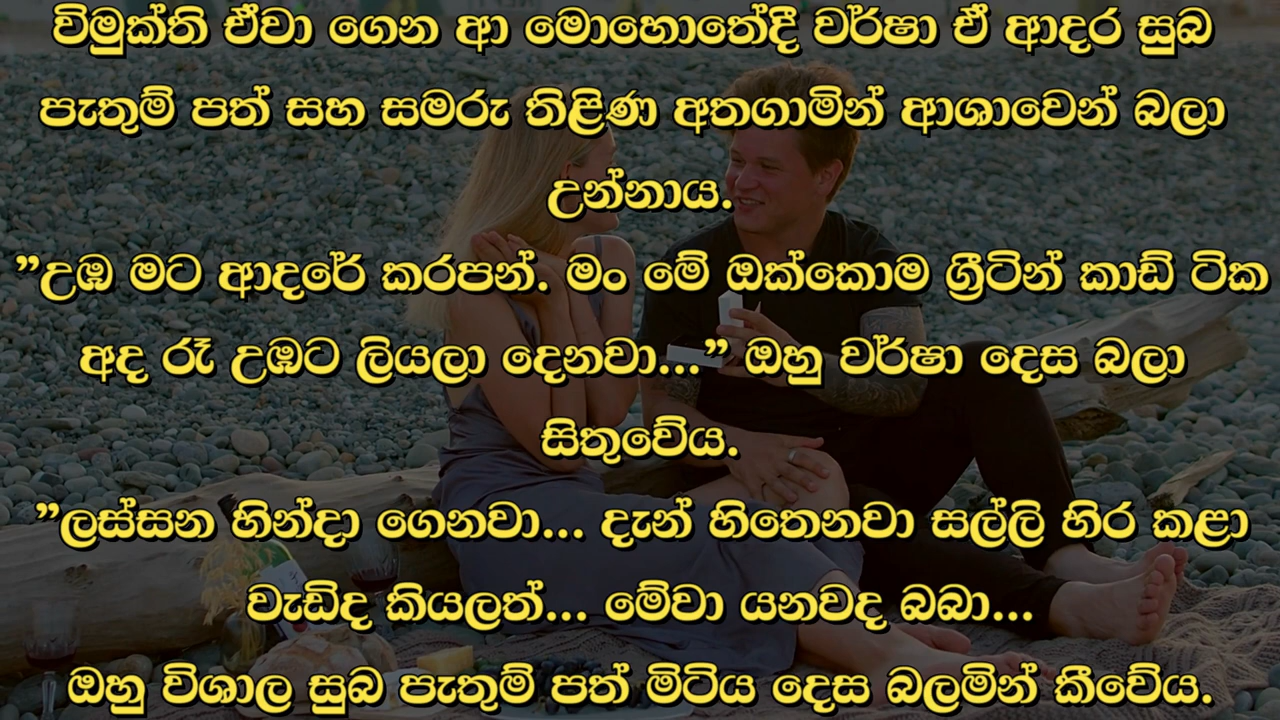 විමුක්ති ඒවා ගෙන ආ මොහොතේදී වර්ෂා ඒ ආදර සුබ
පැතුම් පත් සහ සමරු තිළිණ අතගාමින් ආශාවෙන් බලා
උන්නාය.
”උඹ මට ආදරේ කරපන්. මං මේ ඔක්කොම ග්‍රීටින් කාඩ් ටික
අද රෑ උඹට ලියලා දෙනවා...” ඔහු වර්ෂා දෙස බලා
සිතුවේය.
”ලස්සන හින්දා ගෙනවා... දැන් හිතෙනවා සල්ලි හිර කළා
වැඩිද කියලත්... මේවා යනවද බබා...
ඔහු විශාල සුබ පැතුම් පත් මිටිය දෙස බලමින් කීවේය.